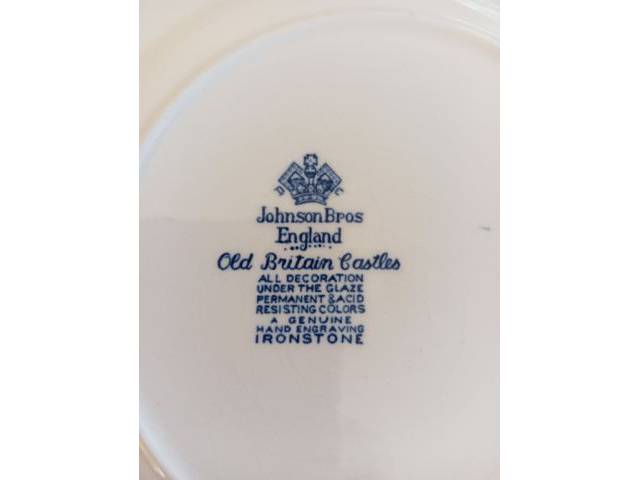 D C
Johnson Bros
England
Old Britain Castles
ALL DECORATION
UNDER THE GLAZE
PERMANENT & ACID
RESISTING COLORS
A GENUINE
HAND ENGRAVING
IRONSTONE